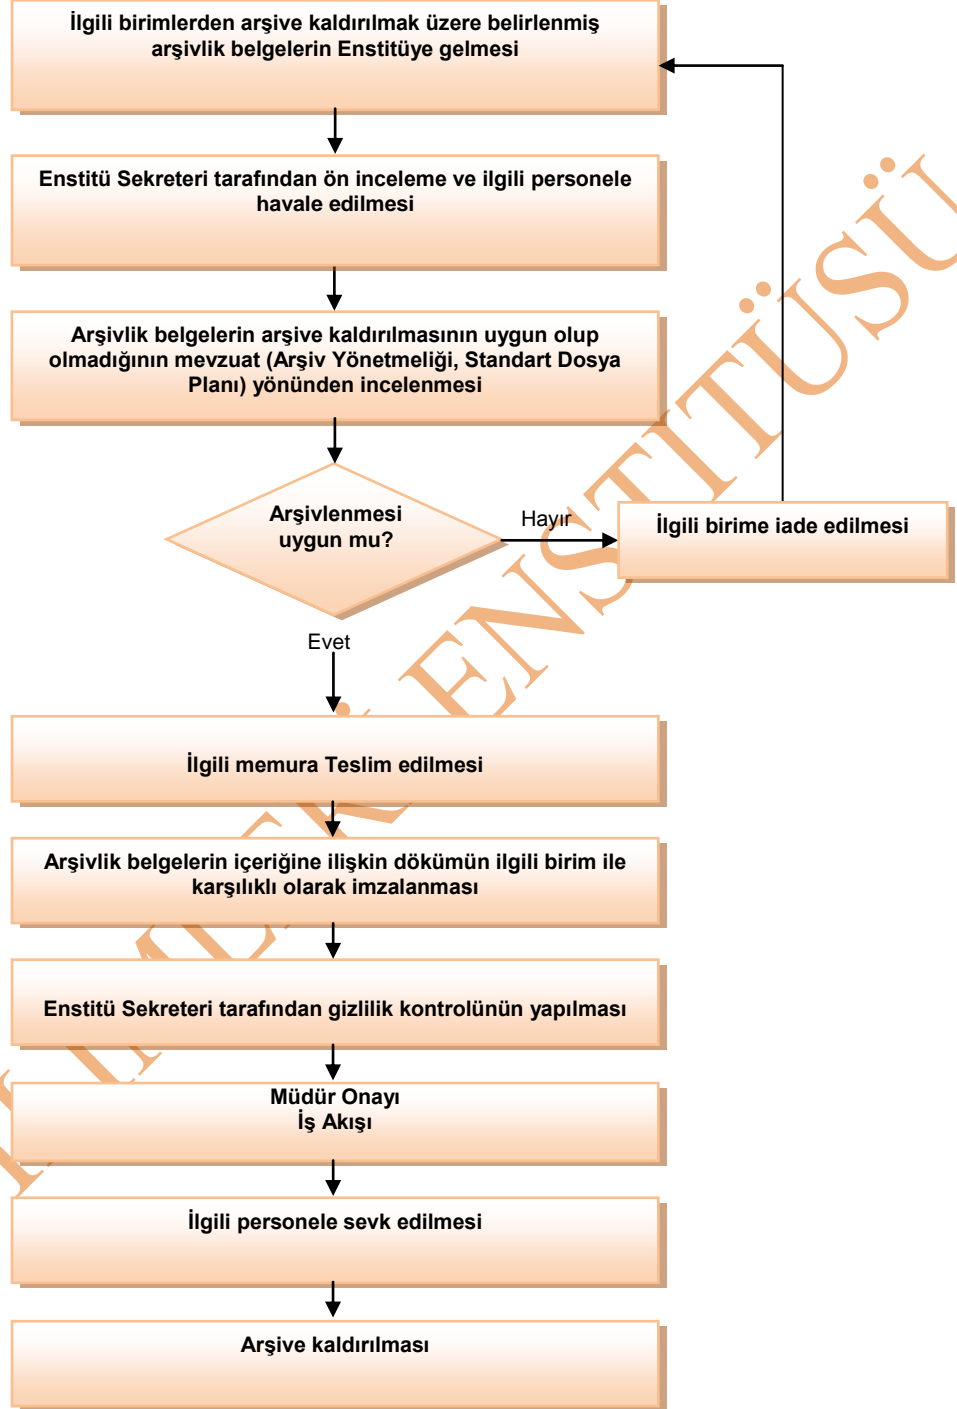 İlgili birimlerden arşive kaldırılmak üzere belirlenmiş
arşivlik belgelerin Enstitüye gelmesi
Enstitü Sekreteri tarafından ön inceleme ve ilgili personele
havale edilmesi
Arşivlik belgelerin arşive kaldırılmasının uygun olup
olmadığının mevzuat (Arşiv Yönetmeliği, Standart Dosya
Planı) yönünden incelenmesi
Arşivlenmesi
uygun mu?
Hayır
İlgili birime iade edilmesi
Evet
İlgili memura Teslim edilmesi
Arşivlik belgelerin içeriğine ilişkin dökümün ilgili birim ile
karşılıklı olarak imzalanması
Enstitü Sekreteri tarafından gizlilik kontrolünün yapılması
Müdür Onayı
İş Akışı
İlgili personele sevk edilmesi
Arşive kaldırılması
ENSTİTÜSÜ